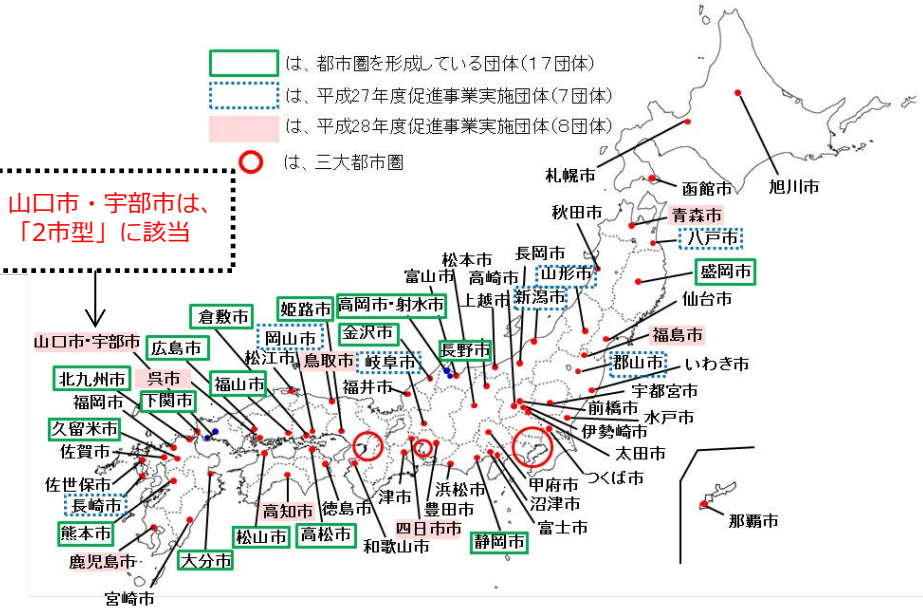 は、都市圏を形成している団体(17団体)
は、平成27年度促進事業実施団体(7団体)
は、平成28年度促進事業実施団体(8団体)
は、三大都市圏
山口市・宇部市は、
「2市型」に該当
札幌市
函館市
旭川市
秋田市
青森市
八戸市
盛岡市
仙台市
福島市
郡山市
いわき市
宇都宮市
前橋市
水戸市
伊勢崎市
太田市
つくば市
長岡市
山形市
松本市
高崎市
富山市
上越市
新潟市
高岡市・射水市
長野市
金沢市
岐阜市
福井市
姫路市
倉敷市
岡山市
松江市
鳥取市
山口市・宇部市
広島市
呉市
福山市
北九州市
下関市
福岡市
久留米市
佐賀市
佐世保市
長崎市
熊本市
鹿児島市
宮崎市
大分市
松山市
高知市
高松市
徳島市
和歌山市
津市
四日市市
豊田市
浜松市
静岡市
甲府市
沼津市
富士市
那覇市